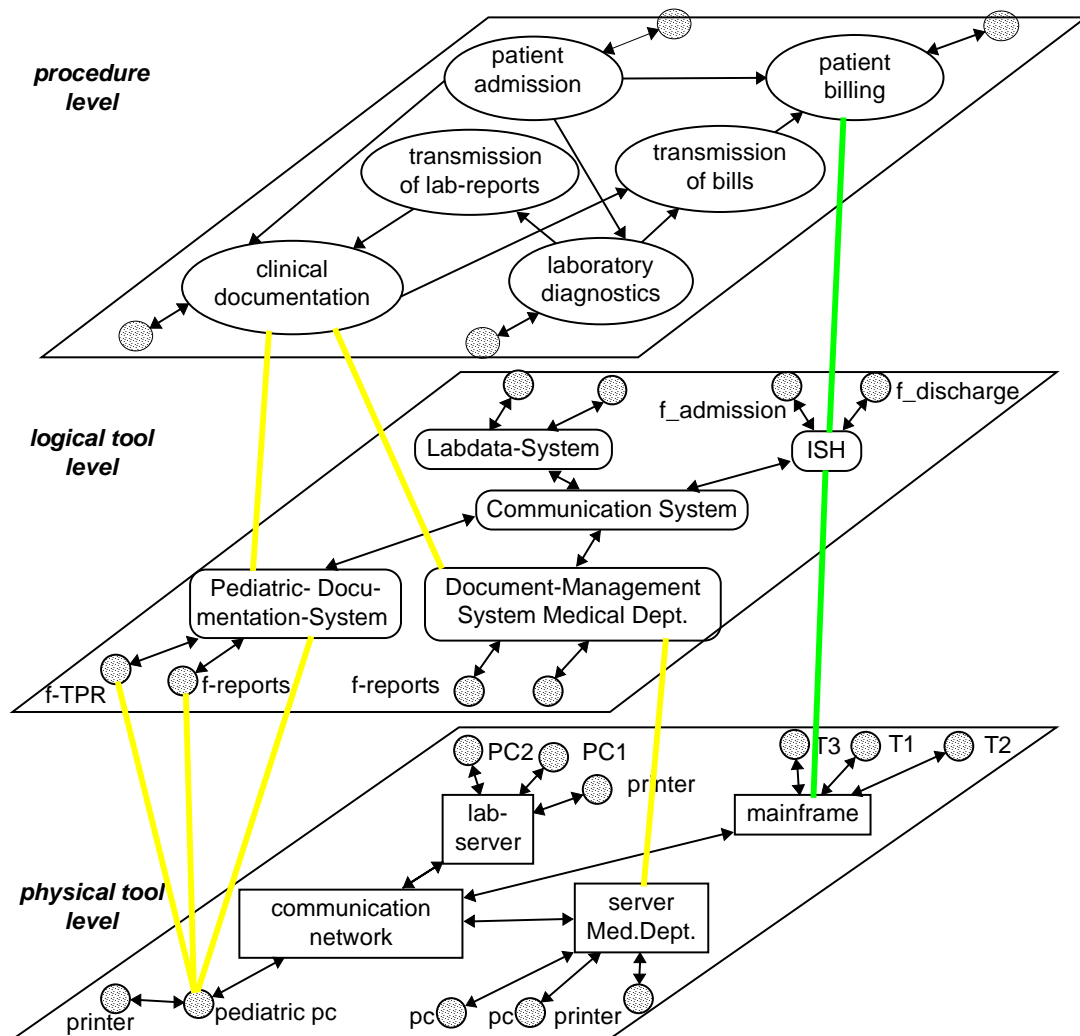 procedure
level
patient
admission
patient
billing
transmission
of lab-reports
transmission
of bills
clinical
documentation
laboratory
diagnostics
logical tool
level
f_admission
f_discharge
Labdata-System
ISH
Communication System
Pediatric- Docu-
mentation-System
Document-Management
System Medical Dept.
f-TPR
f-reports
f-reports
PC2
PC1
printer
T3
T1
T2
lab-
server
mainframe
physical tool
level
communication
network
server
Med.Dept.
printer
pediatric pc
pc
pc
printer